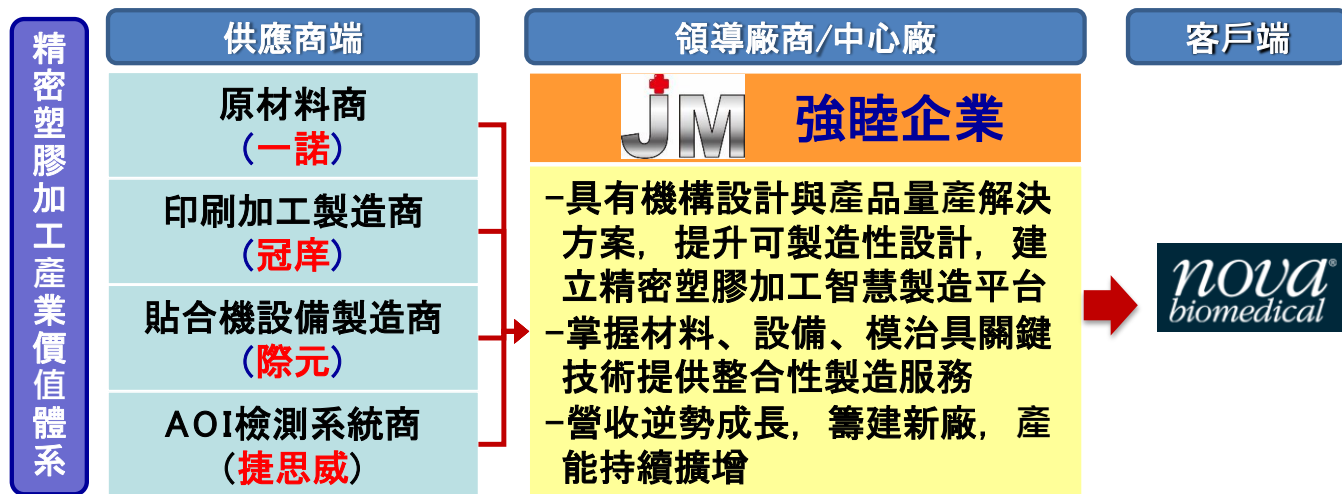 精密塑膠加工產業價值體系
供應商端
原材料商
(一諾)
印刷加工製造商
(冠庠)
貼合機設備製造商
(際元)
AOI檢測系統商
(捷思威)
領導廠商/中心廠
JM 強睦企業
-具有機構設計與產品量產解決
方案，提升可製造性設計，建
立精密塑膠加工智慧製造平台
-掌握材料、設備、模治具關鍵
技術提供整合性製造服務
-營收逆勢成長，籌建新廠，產
能持續擴增
客戶端
nova®
biomedical